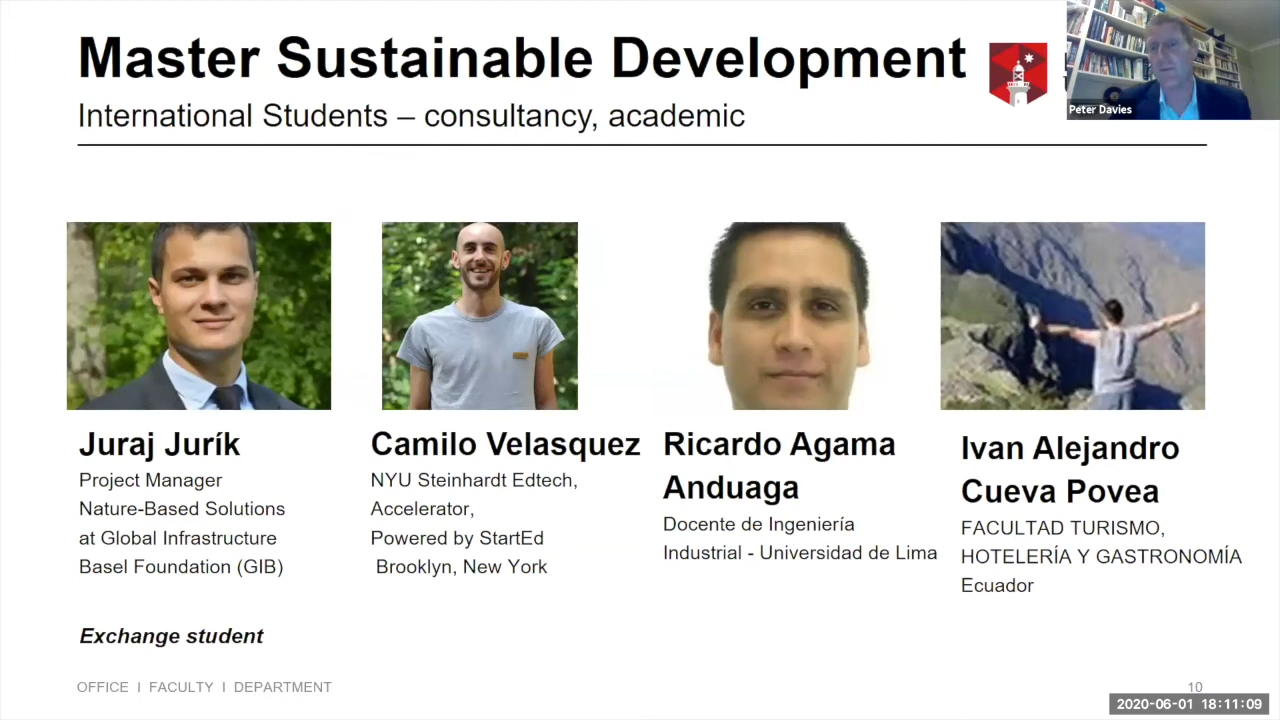 Master Sustainable Development
International Students – consultancy, academic
Peter Davies
Juraj Jurík
Project Manager
Nature-Based Solutions
at Global Infrastructure
Basel Foundation (GIB)
Exchange student
Camilo Velasquez
NYU Steinhardt Edtech,
Accelerator,
Powered by StartEd
Brooklyn, New York
Ricardo Agama
Anduaga
Docente de Ingeniería
Industrial - Universidad de Lima
Ivan Alejandro
Cueva Povea
FACULTAD TURISMO,
HOTELERÍA Y GASTRONOMÍA
Ecuador
OFFICE I FACULTY I DEPARTMENT
10
2020-06-01 18:11:09